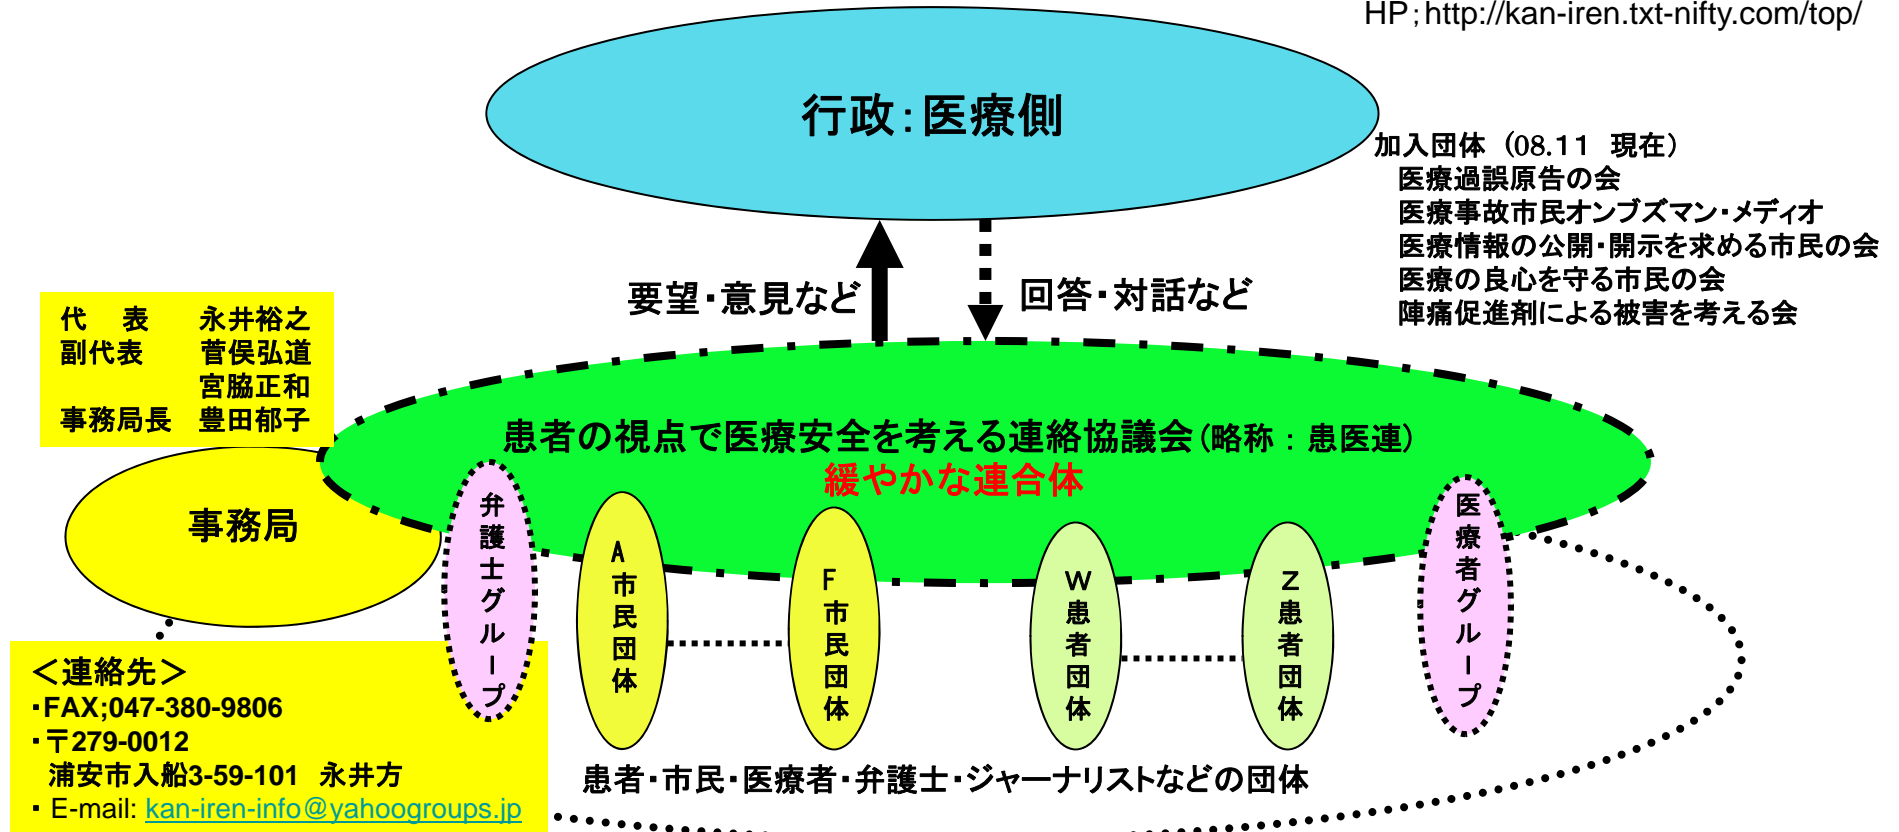 HP；http://kan-iren.txt-nifty.com/top/
行政：医療側
加入団体（08.11　現在）
医療過誤原告の会
医療事故市民オンブズマン・メディオ
医療情報の公開・開示を求める市民の会
医療の良心を守る市民の会
陣痛促進剤による被害を考える会
要望・意見など
回答・対話など
代　表　永井裕之
副代表　菅俣弘道
宮脇正和
事務局長　豊田郁子
患者の視点で医療安全を考える連絡協議会（略称：患医連）
緩やかな連合体
事務局
弁護士グループ
A市民団体
F市民団体
W患者団体
Z患者団体
医療者グループ
＜連絡先＞
・FAX;047-380-9806
・〒279-0012
浦安市入船3-59-101　永井方
・E-mail: kan-iren-info@yahoogroups.jp
患者・市民・医療者・弁護士・ジャーナリストなどの団体